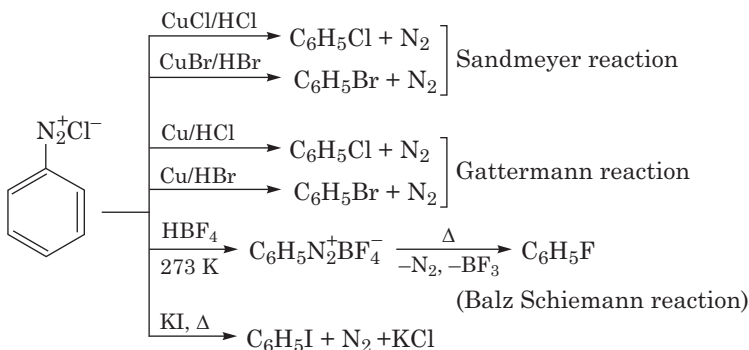 CuCl/HCl
C₆H₅Cl + N₂
CuBr/HBr
C₆H₅Br + N₂
Sandmeyer reaction
N₂⁺Cl⁻
Cu/HCl
C₆H₅Cl + N₂
Cu/HBr
C₆H₅Br + N₂
Gattermann reaction
HBF₄
273 K
C₆H₅N₂⁺BF₄⁻
Δ
–N₂, –BF₃
C₆H₅F
(Balz Schiemann reaction)
KI, Δ
C₆H₅I + N₂ +KCl